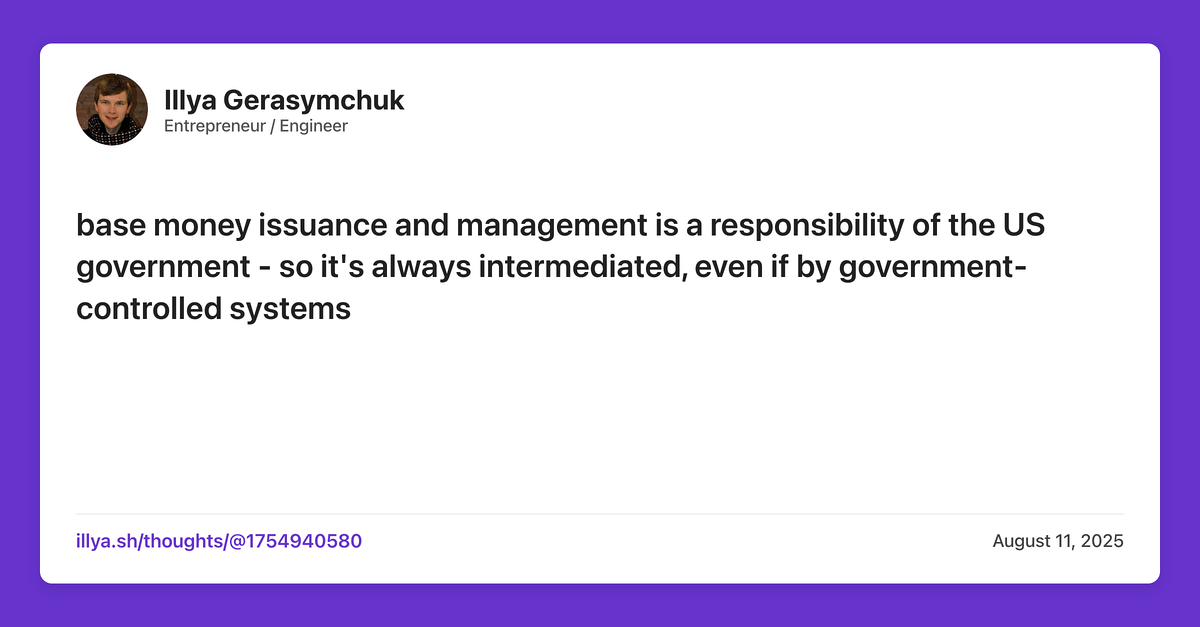 Illya Gerasymchuk
Entrepreneur / Engineer
base money issuance and management is a responsibility of the US
government - so it's always intermediated, even if by government-
controlled systems
illya.sh/thoughts/@1754940580
August 11, 2025